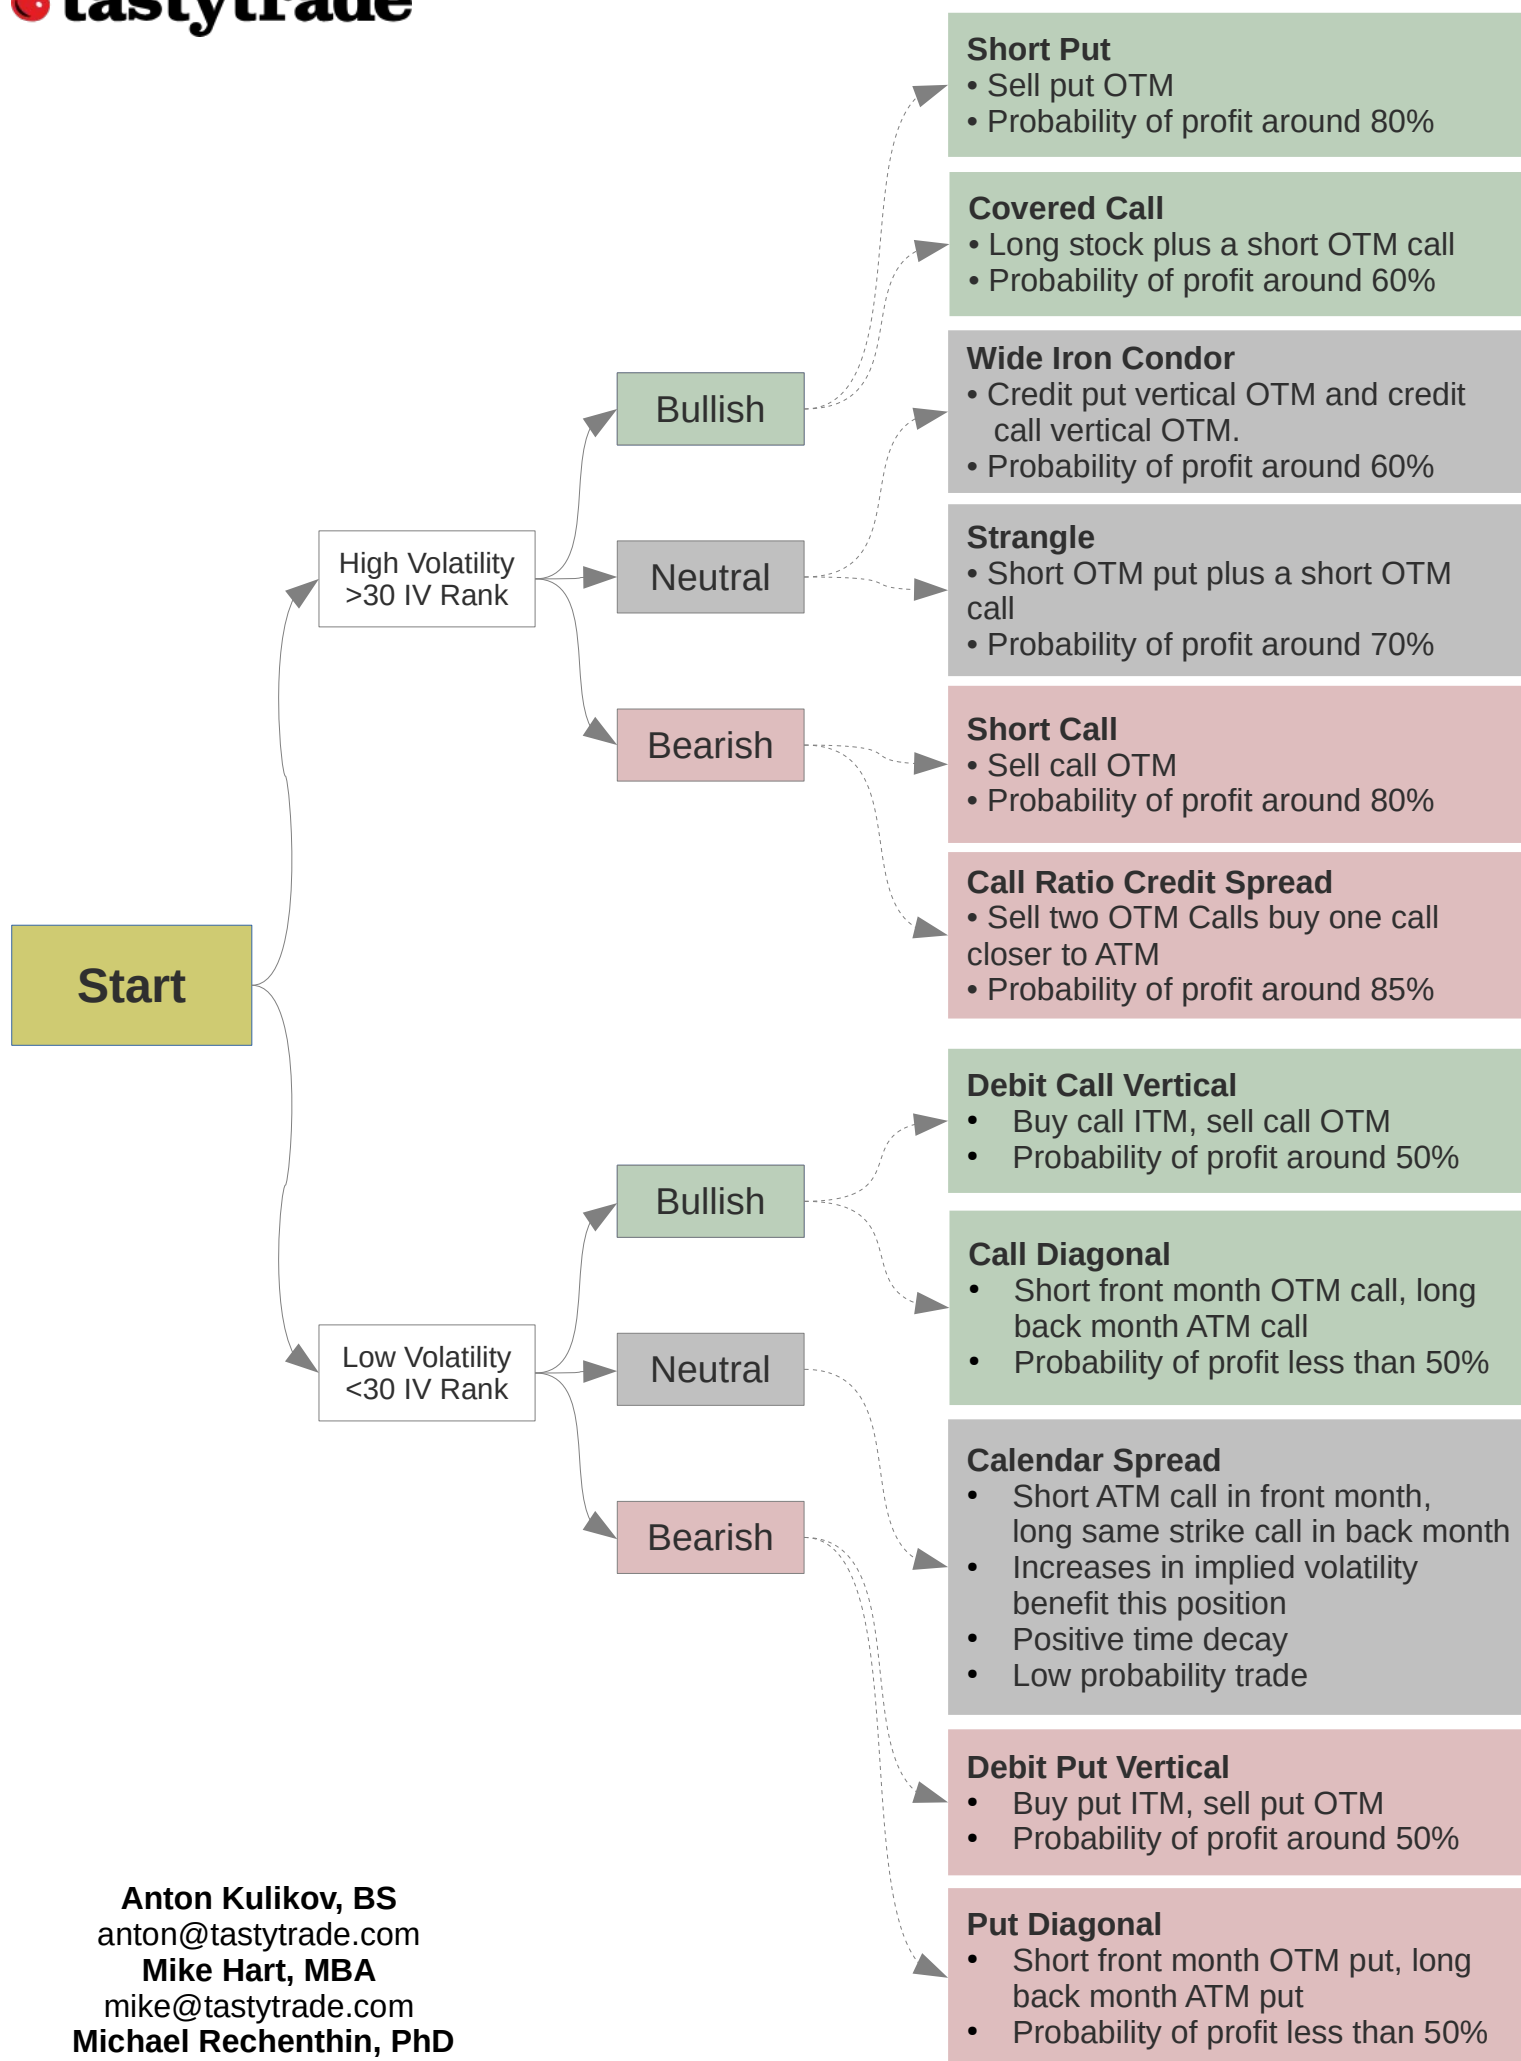 tastytrade
Short Put
• Sell put OTM
• Probability of profit around 80%
Covered Call
• Long stock plus a short OTM call
• Probability of profit around 60%
Wide Iron Condor
• Credit put vertical OTM and credit
call vertical OTM.
• Probability of profit around 60%
Bullish
Strangle
• Short OTM put plus a short OTM
call
• Probability of profit around 70%
High Volatility
>30 IV Rank
Neutral
Bearish
Short Call
• Sell call OTM
• Probability of profit around 80%
Call Ratio Credit Spread
• Sell two OTM Calls buy one call
closer to ATM
• Probability of profit around 85%
Start
Debit Call Vertical
• Buy call ITM, sell call OTM
• Probability of profit around 50%
Bullish
Call Diagonal
• Short front month OTM call, long
back month ATM call
• Probability of profit less than 50%
Low Volatility
<30 IV Rank
Neutral
Calendar Spread
• Short ATM call in front month,
long same strike call in back month
• Increases in implied volatility
benefit this position
• Positive time decay
• Low probability trade
Bearish
Debit Put Vertical
• Buy put ITM, sell put OTM
• Probability of profit around 50%
Put Diagonal
• Short front month OTM put, long
back month ATM put
• Probability of profit less than 50%
Anton Kulikov, BS
anton@tastytrade.com
Mike Hart, MBA
mike@tastytrade.com
Michael Rechenthin, PhD